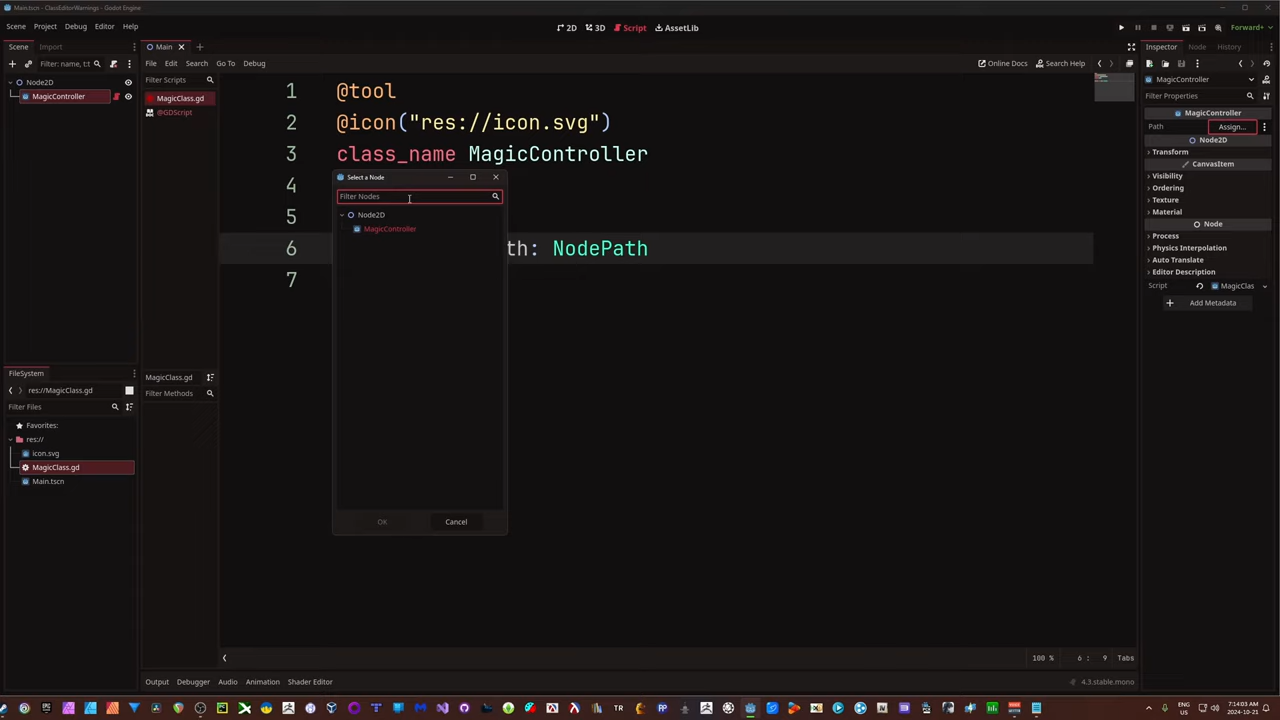 Main.tscn - ClassEditorWarnings - Godot Engine
Scene Project Debug Editor Help
2D 3D Script AssetLib
Forward+
Scene Import
Filter: name, t:t
Node2D
MagicController
Main
File Edit Search Go To Debug
Online Docs Search Help
Filter Scripts
MagicClass.gd
@GDScript
MagicClass.gd
Filter Methods
1 @tool
2 @icon("res://icon.svg")
3 class_name MagicController
4
5
6 th: NodePath
7
Select a Node
Filter Nodes
Node2D
MagicController
OK Cancel
Inspector Node History
MagicController
Filter Properties
MagicController
Path Assign...
Node2D
Transform
CanvasItem
Visibility
Ordering
Texture
Material
Node
Process
Physics Interpolation
Auto Translate
Editor Description
Script MagicClas
Add Metadata
FileSystem
res://MagicClass.gd
Filter Files
Favorites:
res://
icon.svg
MagicClass.gd
Main.tscn
100 % 6 : 9 Tabs
Output Debugger Audio Animation Shader Editor
4.3.stable.mono
TR
PP
ENG
US
7:14:03 AM
2024-10-21